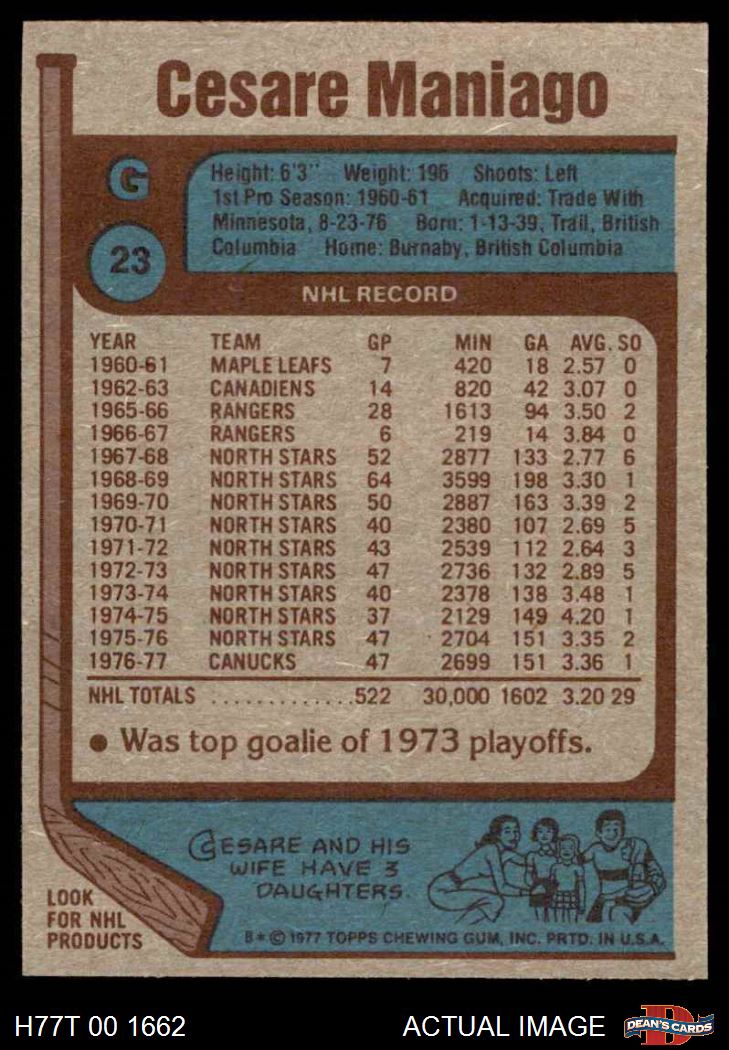 Cesare Maniago
G
Height: 6'3" Weight: 195 Shoots: Left
1st Pro Season: 1960-61 Acquired: Trade With
Minnesota, 8-23-76 Born: 1-13-39, Trail, British
Columbia Home: Burnaby, British Columbia
23
NHL RECORD
YEAR TEAM GP MIN GA AVG. SO
1960-61 MAPLE LEAFS 7 420 18 2.57 0
1962-63 CANADIENS 14 820 42 3.07 0
1965-66 RANGERS 28 1613 94 3.50 2
1966-67 RANGERS 6 219 14 3.84 0
1967-68 NORTH STARS 52 2877 133 2.77 6
1968-69 NORTH STARS 64 3599 198 3.30 1
1969-70 NORTH STARS 50 2887 163 3.39 2
1970-71 NORTH STARS 40 2380 107 2.69 5
1971-72 NORTH STARS 43 2539 112 2.64 3
1972-73 NORTH STARS 47 2736 132 2.89 5
1973-74 NORTH STARS 40 2378 138 3.48 1
1974-75 NORTH STARS 37 2129 149 4.20 1
1975-76 NORTH STARS 47 2704 151 3.35 2
1976-77 CANUCKS 47 2699 151 3.36 1
NHL TOTALS .............522 30,000 1602 3.20 29
● Was top goalie of 1973 playoffs.
CESARE AND HIS
WIFE HAVE 3
DAUGHTERS.
LOOK
FOR NHL
PRODUCTS
B*© 1977 TOPPS CHEWING GUM, INC. PRTD. IN U.S.A.
H77T 00 1662 ACTUAL IMAGE
D
DEAN'S CARDS